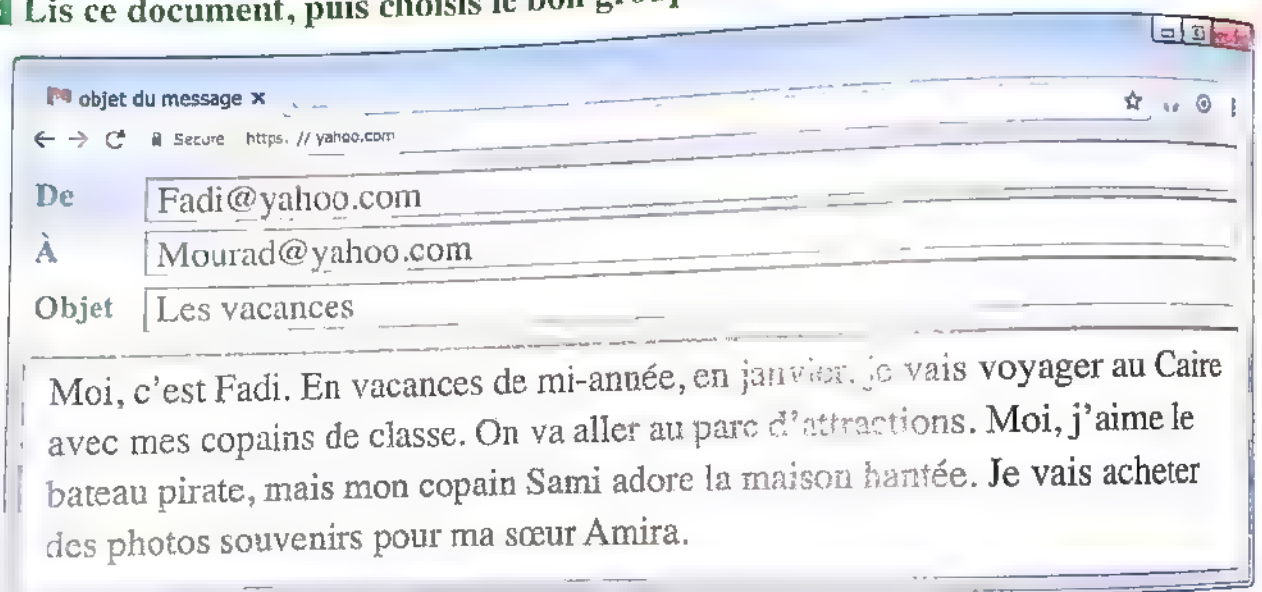 Lis ce document, puis choisis le bon group
objet du message ×
Secure https. // yahoo.com
De Fadi@yahoo.com
À Mourad@yahoo.com
Objet Les vacances
Moi, c'est Fadi. En vacances de mi-année, en janvier. je vais voyager au Caire
avec mes copains de classe. On va aller au parc d'attractions. Moi, j'aime le
bateau pirate, mais mon copain Sami adore la maison hantée. Je vais acheter
des photos souvenirs pour ma sœur Amira.